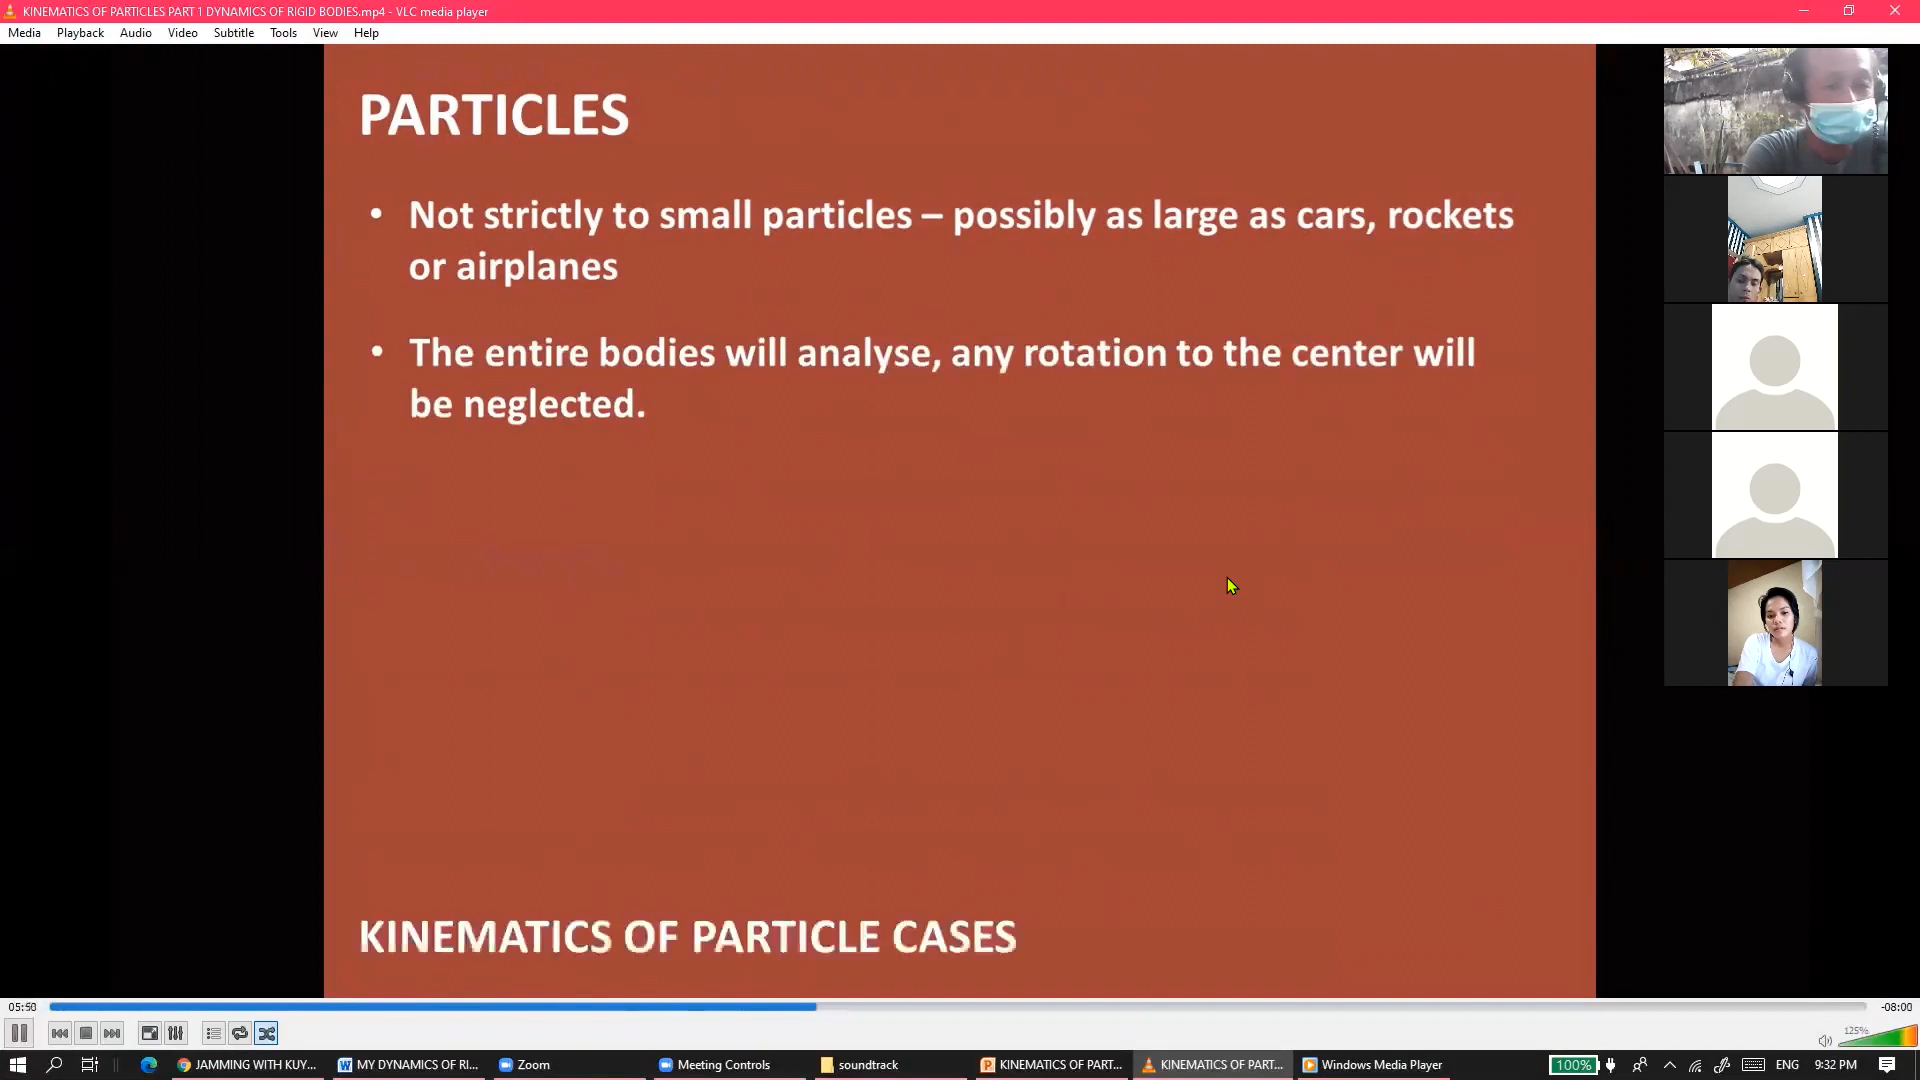 KINEMATICS OF PARTICLES PART 1 DYNAMICS OF RIGID BODIES.mp4 - VLC media player
Media Playback Audio Video Subtitle Tools View Help
PARTICLES
• Not strictly to small particles – possibly as large as cars, rockets
or airplanes
• The entire bodies will analyse, any rotation to the center will
be neglected.
KINEMATICS OF PARTICLE CASES
05:50 -08:00
125%
JAMMING WITH KUY... MY DYNAMICS OF RI... Zoom Meeting Controls soundtrack KINEMATICS OF PART... KINEMATICS OF PART... Windows Media Player 100% ENG 9:32 PM